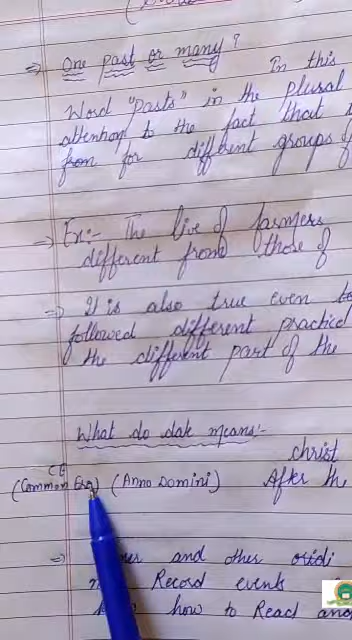 ⇒ One past or many?
In this
Word "pasts" in the plusal
attention to the fact that
from for different groups of
→ Ex:- The live of farmers
different from those of
⇒ It is also true even to
followed different practice
the different part of the
What do date means:-
christ
CE
(Common Era) (Anno Domini) After the
⇒ and other
Record events
how to Read and